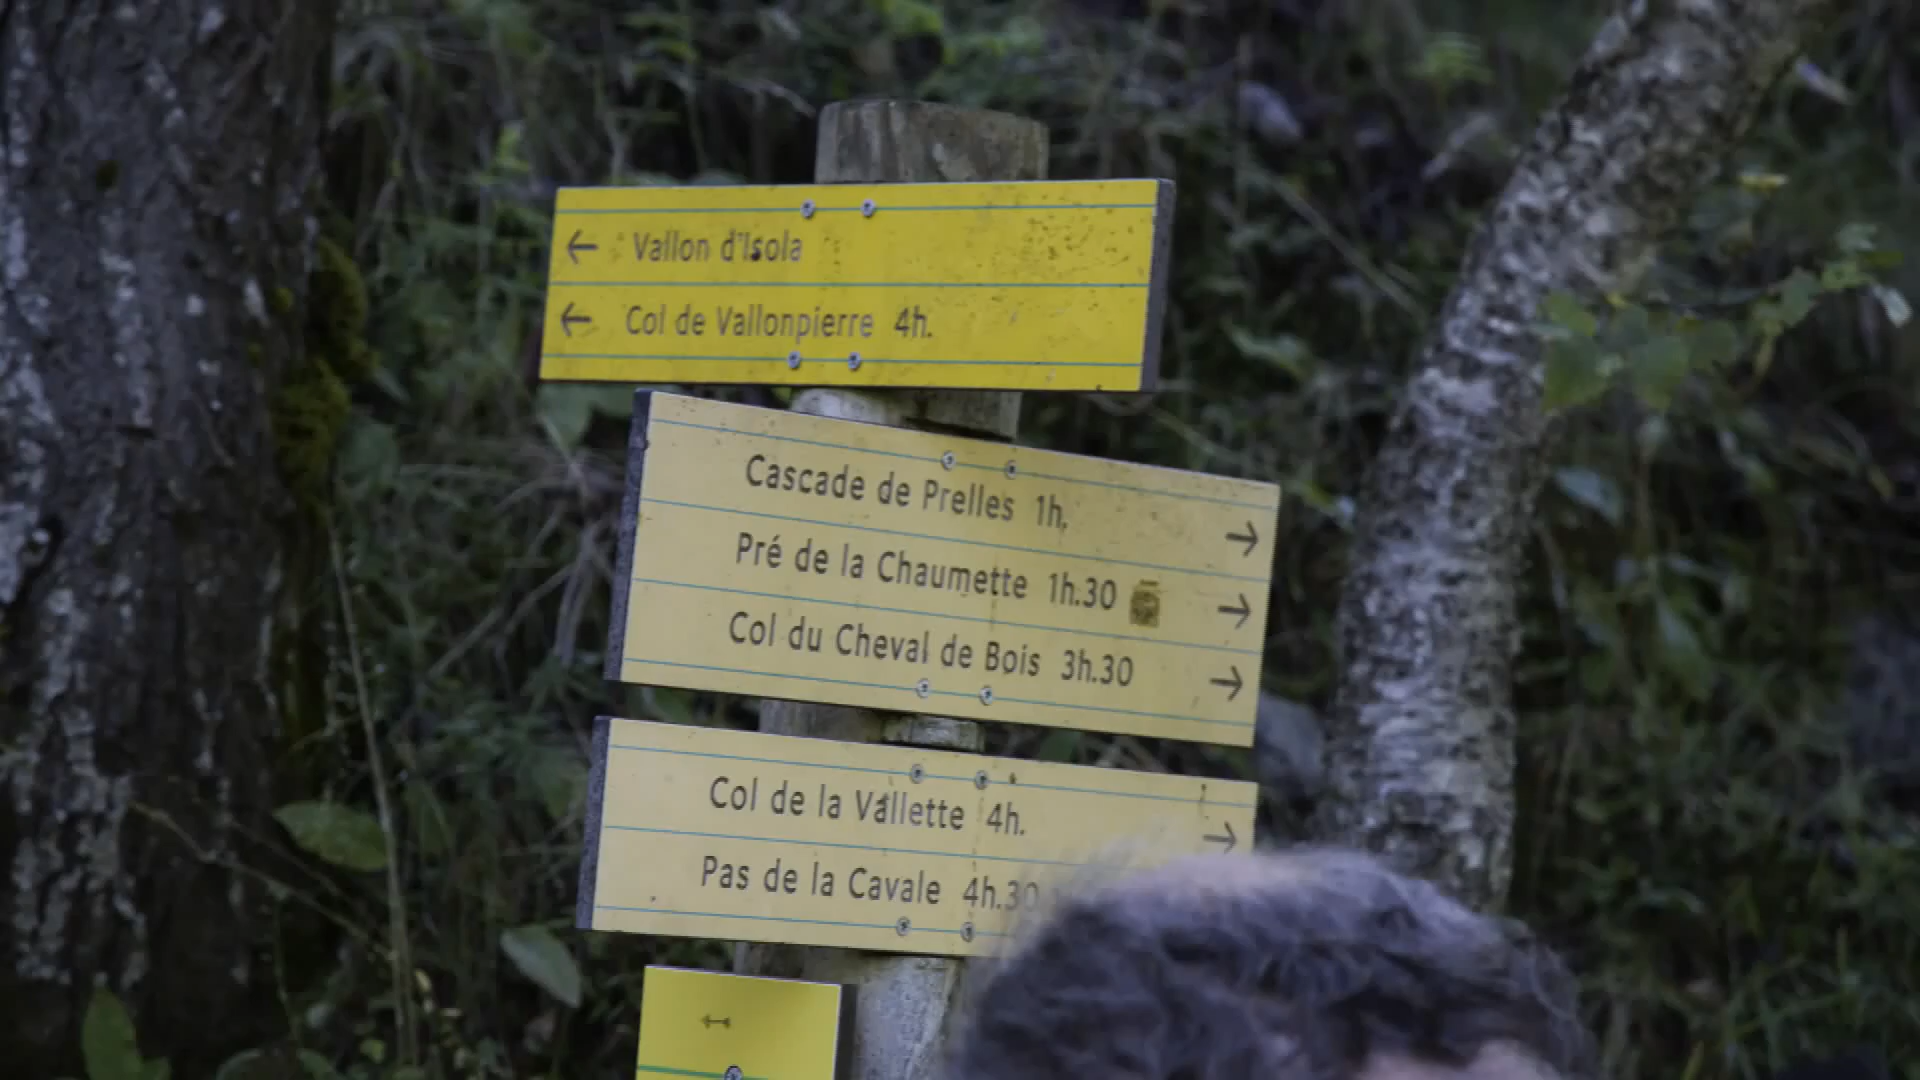 ← Vallon d'Isola
← Col de Vallonpierre 4h.
Cascade de Prelles 1h. →
Pré de la Chaumette 1h.30 →
Col du Cheval de Bois 3h.30 →
Col de la Vallette 4h. →
Pas de la Cavale 4h.30